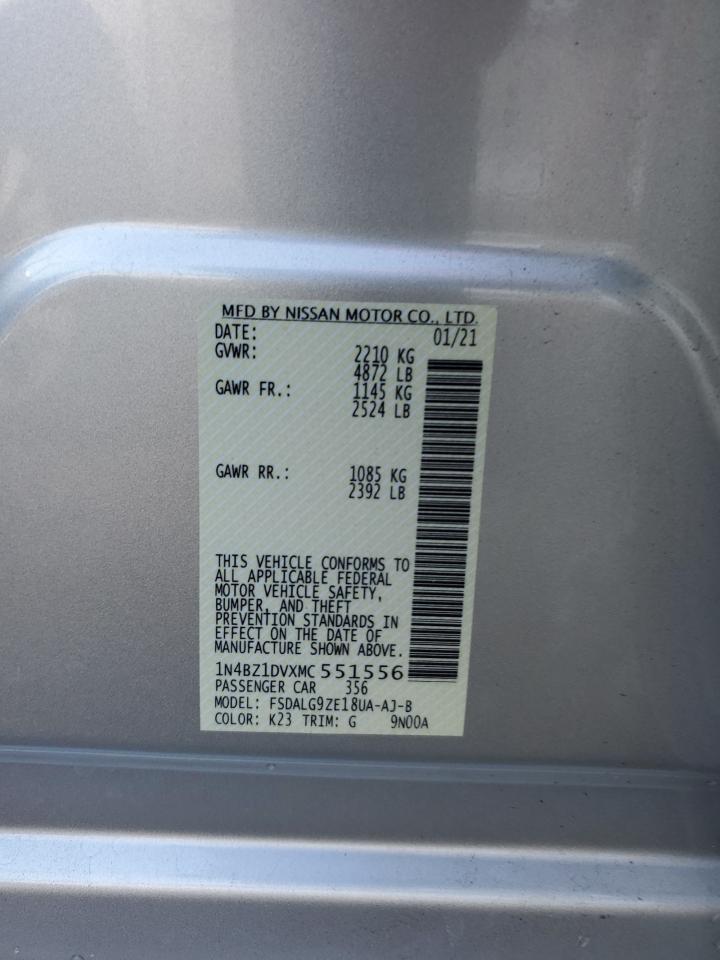 MFD BY NISSAN MOTOR CO., LTD.
DATE: 01/21
GVWR: 2210 KG
4872 LB
GAWR FR.: 1145 KG
2524 LB
GAWR RR.: 1085 KG
2392 LB
THIS VEHICLE CONFORMS TO
ALL APPLICABLE FEDERAL
MOTOR VEHICLE SAFETY,
BUMPER, AND THEFT
PREVENTION STANDARDS IN
EFFECT ON THE DATE OF
MANUFACTURE SHOWN ABOVE.
1N4BZ1DVXMC 551556
PASSENGER CAR 356
MODEL: FSDALG9ZE18UA-AJ-B
COLOR: K23 TRIM: G 9N00A